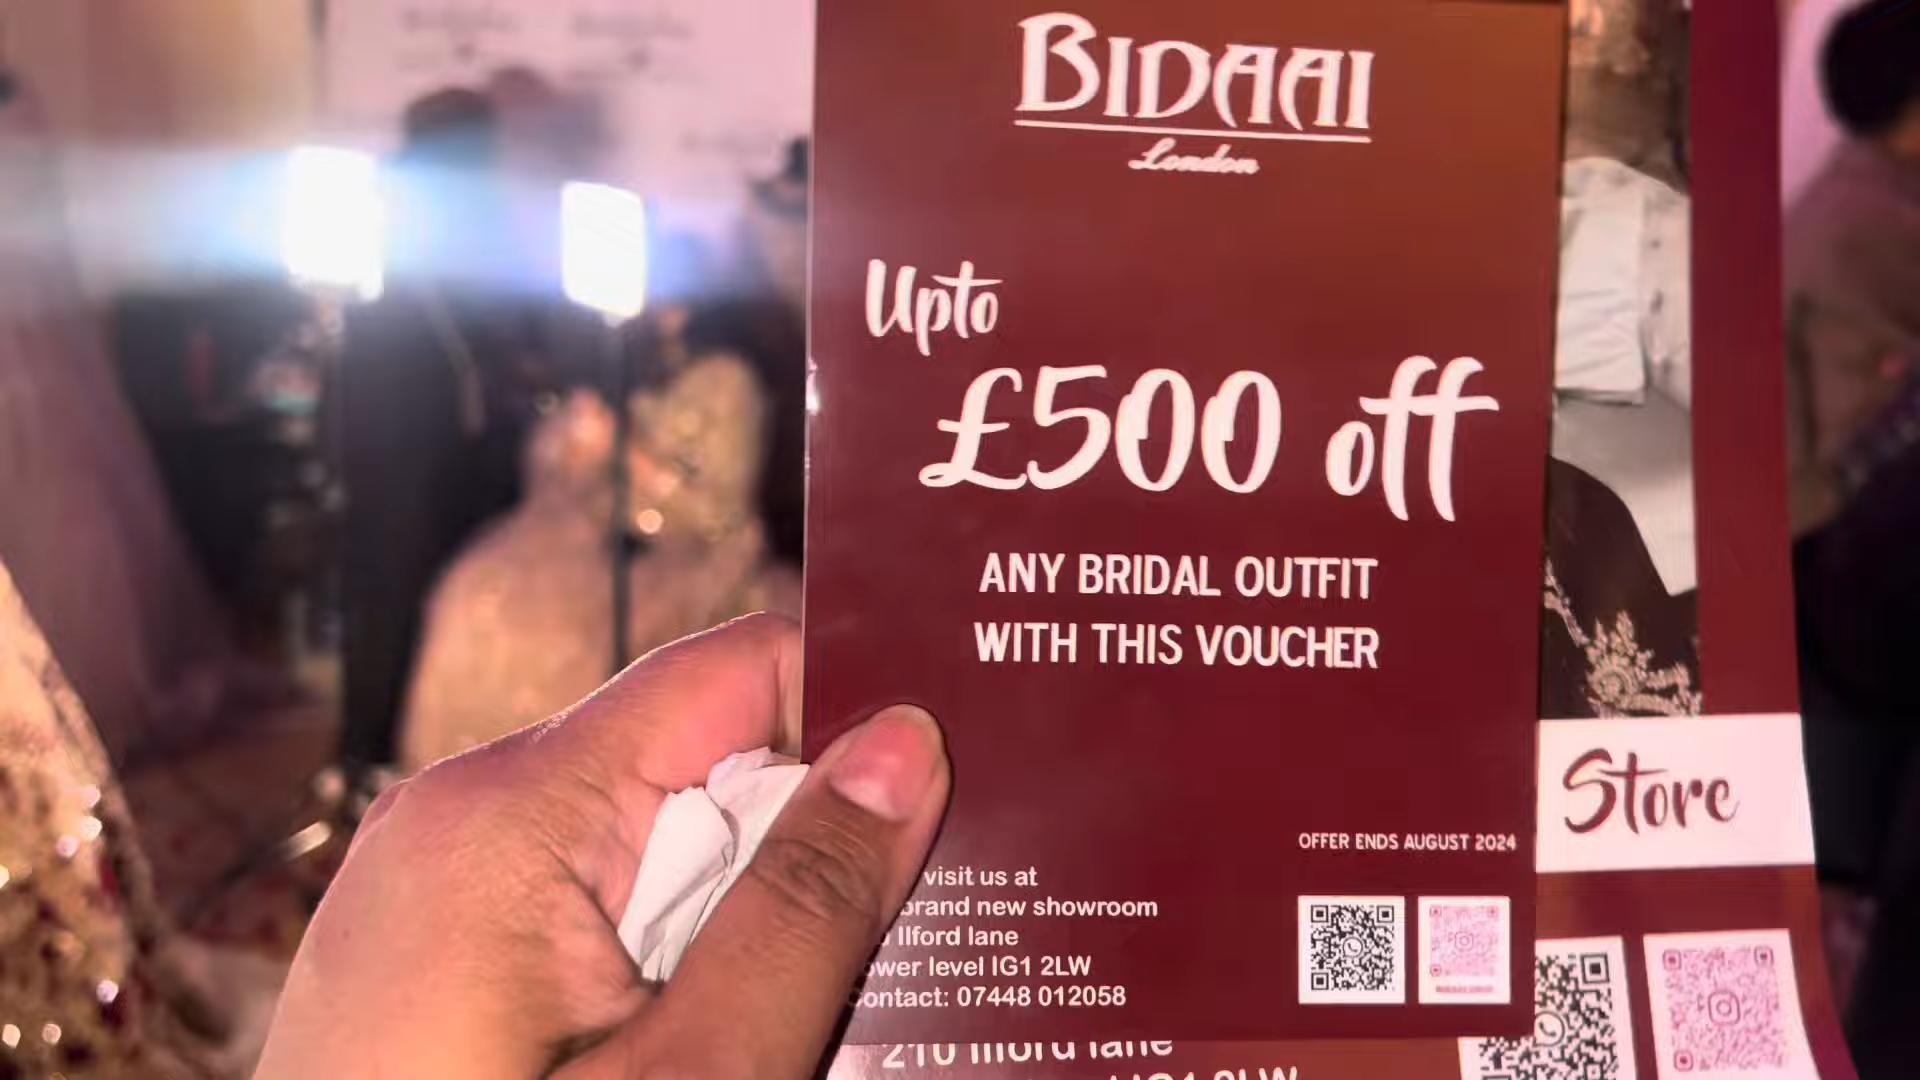 BIDAAI
London
Upto
£500 off
ANY BRIDAL OUTFIT
WITH THIS VOUCHER
OFFER ENDS AUGUST 2024
visit us at
brand new showroom
Ilford lane
ower level IG1 2LW
ontact: 07448 012058
Store
210 Ilford lane